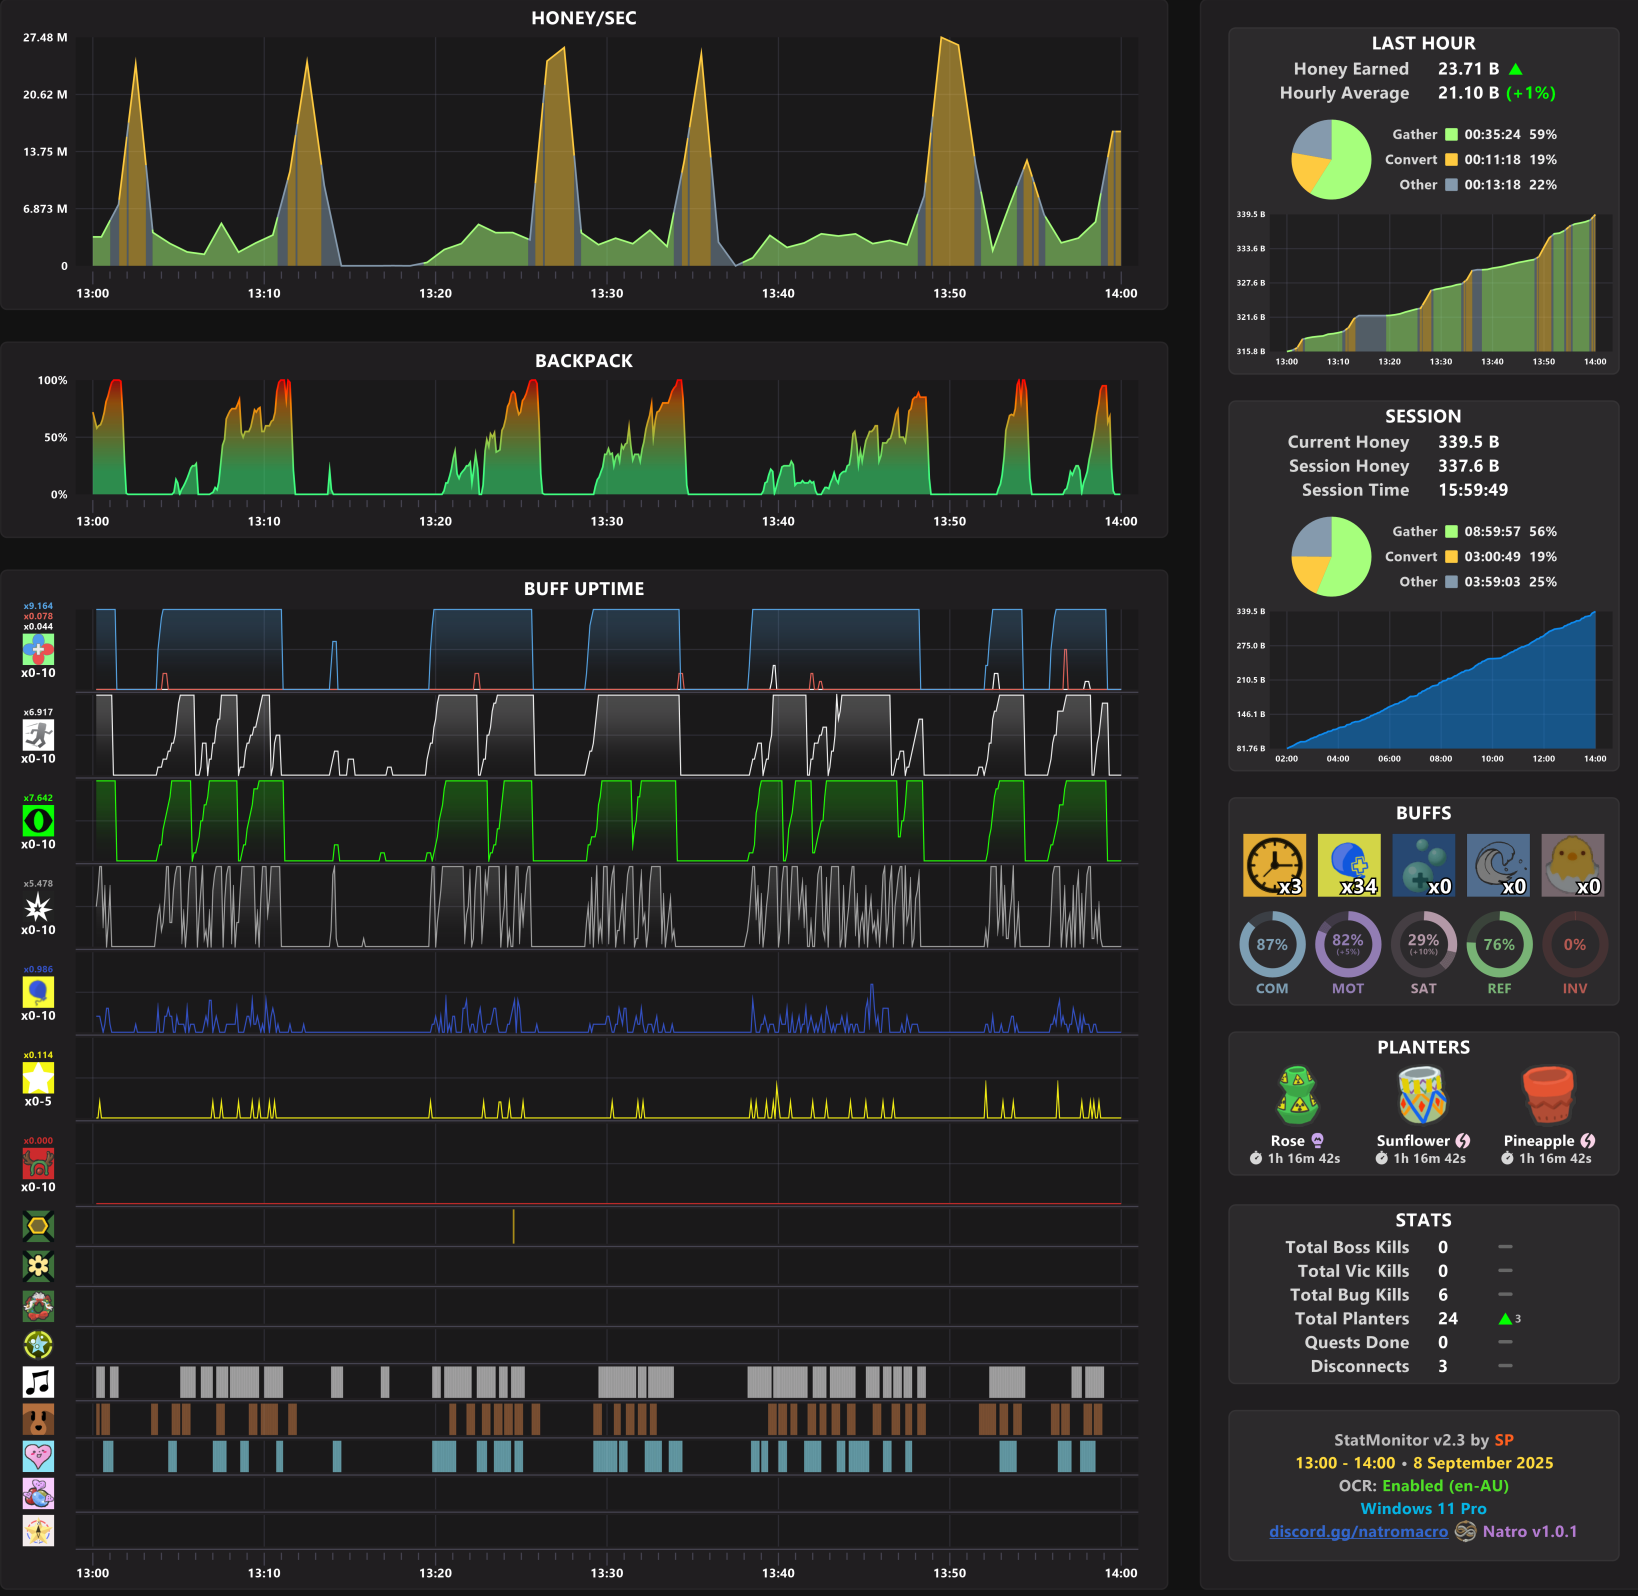 HONEY/SEC
27.48 M
20.62 M
13.75 M
6.873 M
0
13:00 13:10 13:20 13:30 13:40 13:50 14:00
BACKPACK
100%
50%
0%
13:00 13:10 13:20 13:30 13:40 13:50 14:00
BUFF UPTIME
x9.164
x0.078
x0.044
x0-10
x6.917
x0-10
x7.642
x0-10
x5.478
x0-10
x0.986
x0-10
x0.114
x0-5
x0.000
x0-10
13:00 13:10 13:20 13:30 13:40 13:50 14:00
LAST HOUR
Honey Earned 23.71 B
Hourly Average 21.10 B (+1%)
Gather 00:35:24 59%
Convert 00:11:18 19%
Other 00:13:18 22%
339.5 B
333.6 B
327.6 B
321.6 B
315.8 B
13:00 13:10 13:20 13:30 13:40 13:50 14:00
SESSION
Current Honey 339.5 B
Session Honey 337.6 B
Session Time 15:59:49
Gather 08:59:57 56%
Convert 03:00:49 19%
Other 03:59:03 25%
339.5 B
275.0 B
210.5 B
146.1 B
81.76 B
02:00 04:00 06:00 08:00 10:00 12:00 14:00
BUFFS
x3 x34 x0 x0 x0
87% 82% 29% 76% 0%
(+5%) (+10%)
COM MOT SAT REF INV
PLANTERS
Rose Sunflower Pineapple
1h 16m 42s 1h 16m 42s 1h 16m 42s
STATS
Total Boss Kills 0
Total Vic Kills 0
Total Bug Kills 6
Total Planters 24 3
Quests Done 0
Disconnects 3
StatMonitor v2.3 by SP
13:00 - 14:00 • 8 September 2025
OCR: Enabled (en-AU)
Windows 11 Pro
discord.gg/natromacro Natro v1.0.1